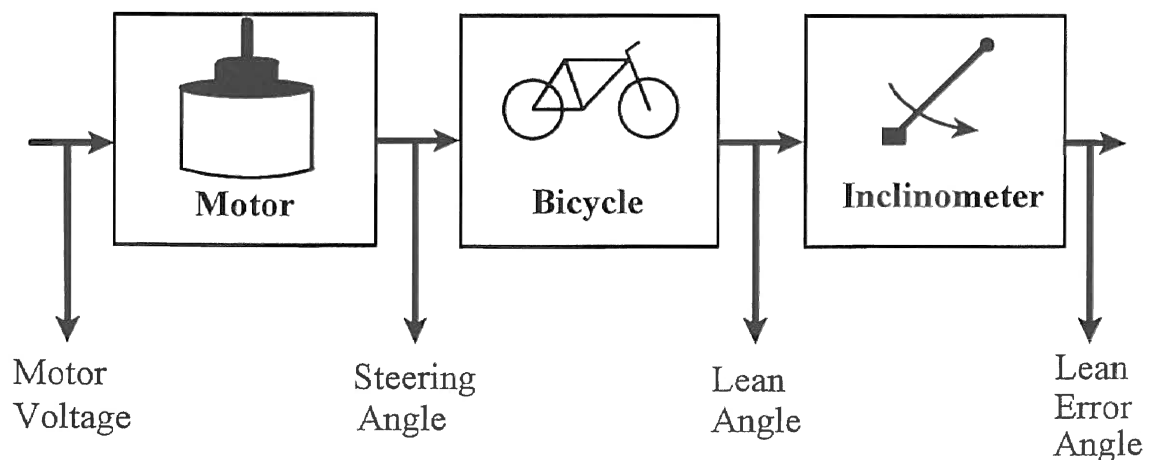 Motor
Bicycle
Inclinometer
Motor
Voltage
Steering
Angle
Lean
Angle
Lean
Error
Angle